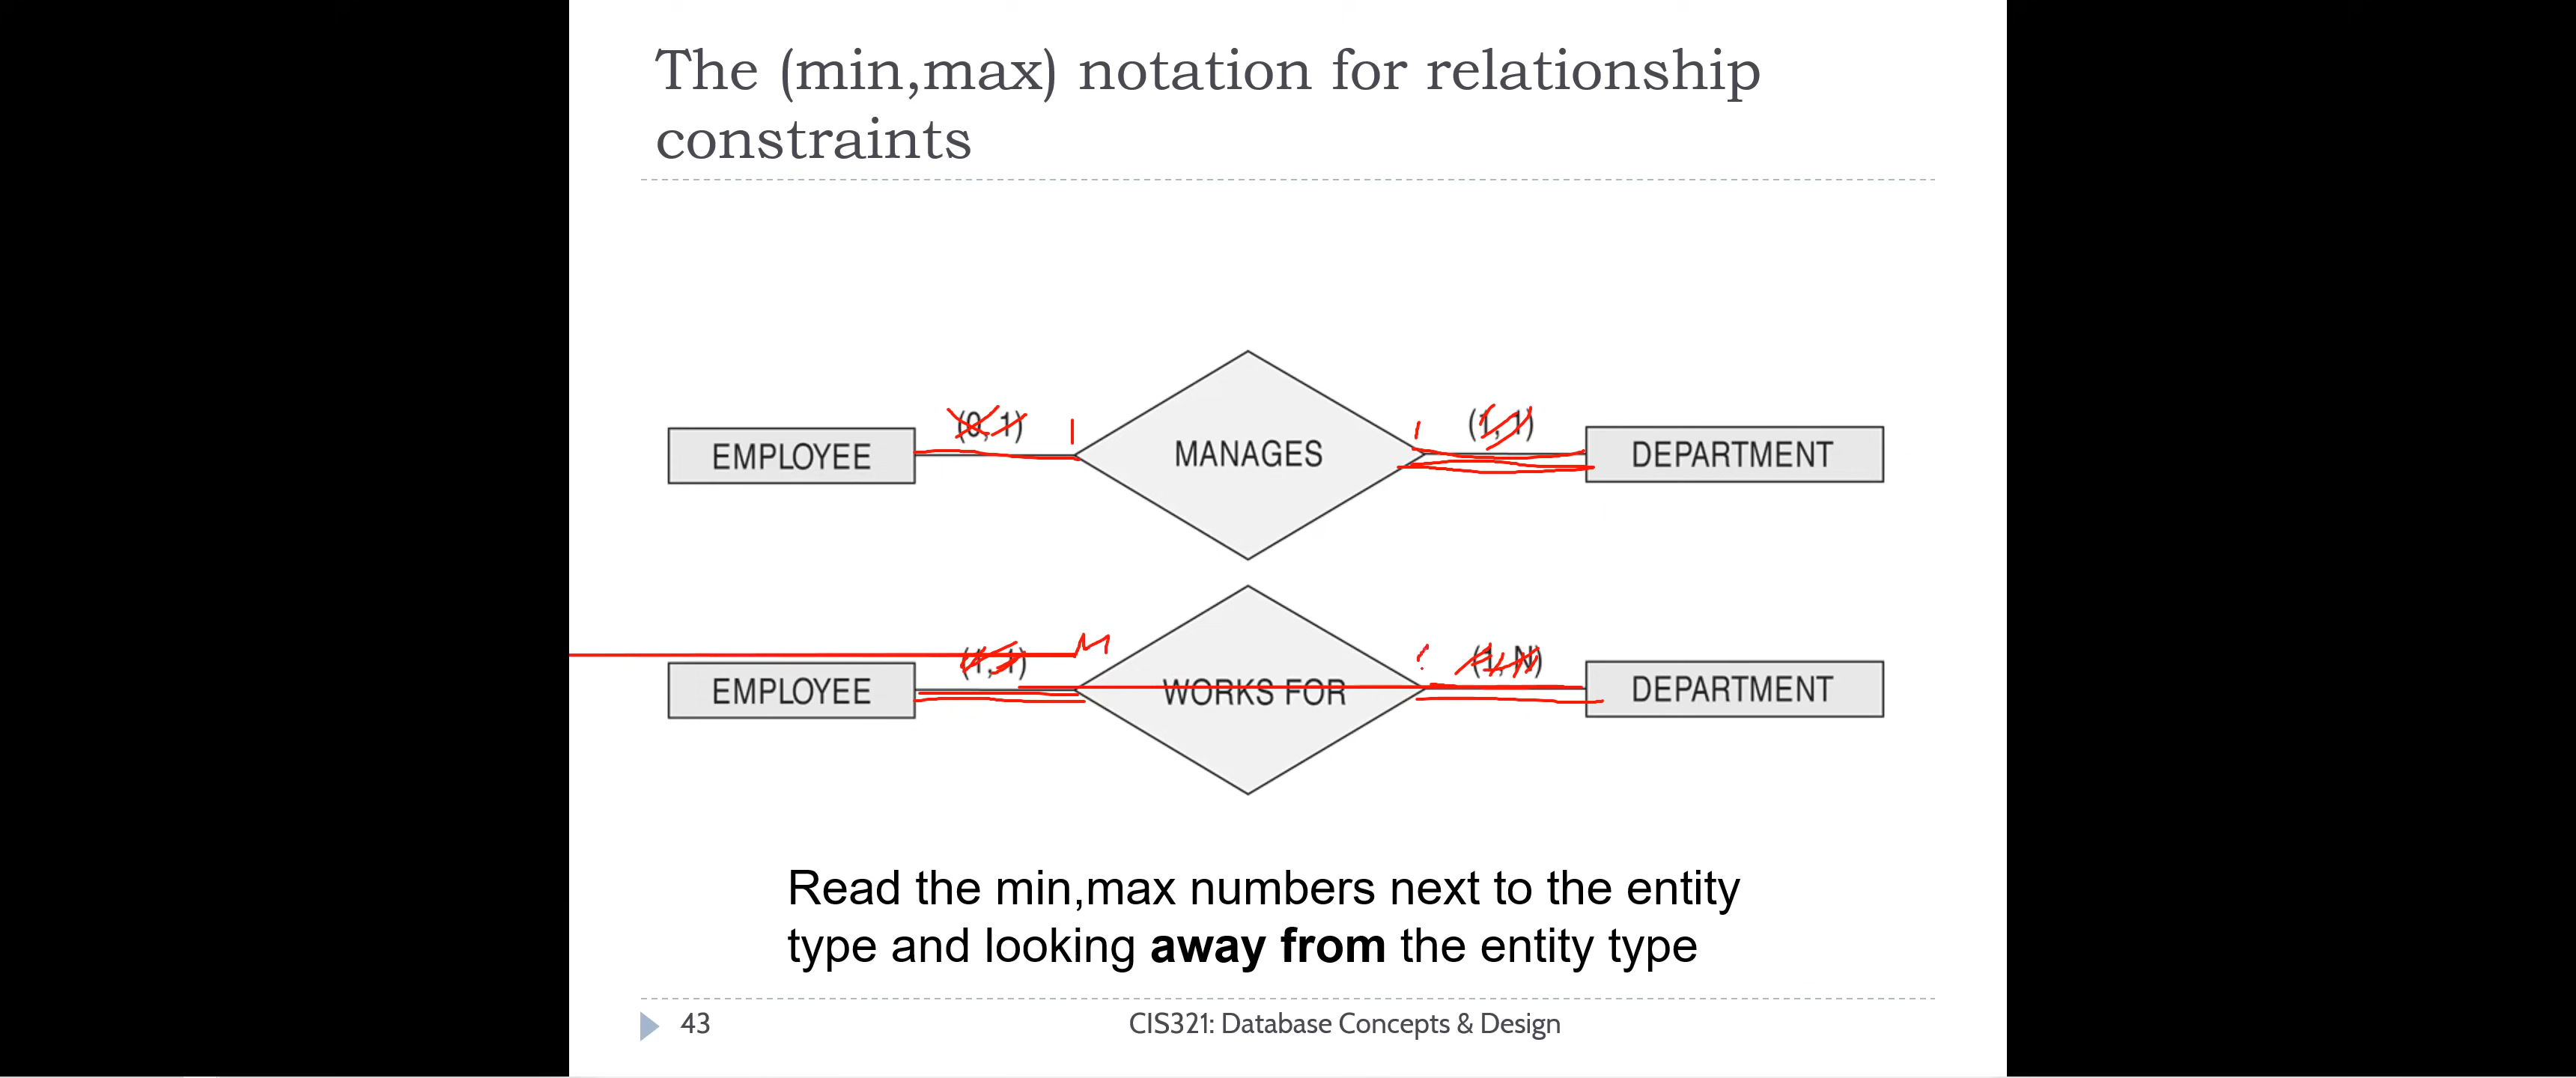 The (min,max) notation for relationship
constraints
(0, 1) 1 1 (1, 1)
EMPLOYEE MANAGES DEPARTMENT
(1, 1) M (1, N)
EMPLOYEE WORKS FOR DEPARTMENT
Read the min,max numbers next to the entity
type and looking away from the entity type
43 CIS321: Database Concepts & Design